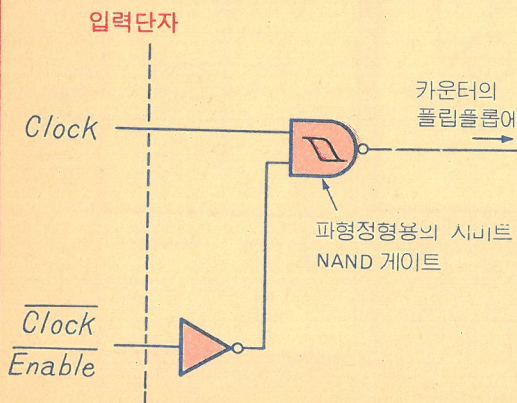 입력단자
Clock
카운터의
플립플롭에
파형정형용의 시미트
NAND 게이트
Clock
Enable